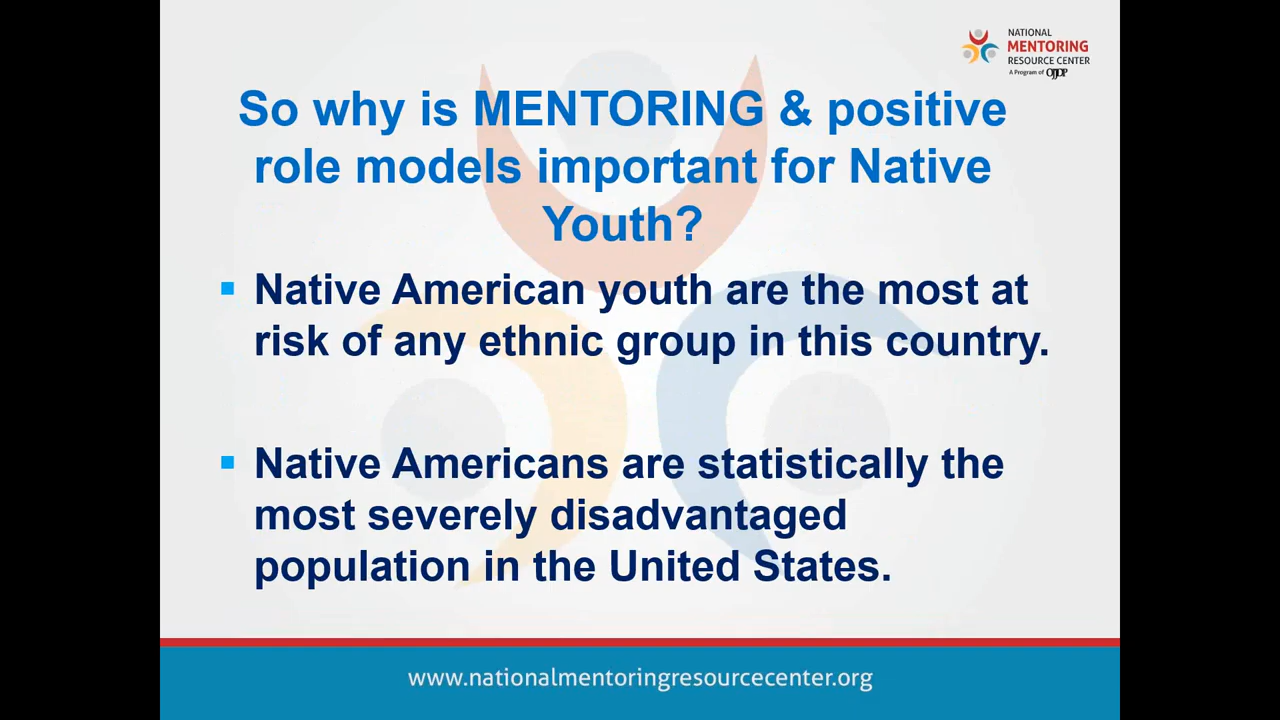 NATIONAL
MENTORING
RESOURCE CENTER
A Program of OJJDP
So why is MENTORING & positive
role models important for Native
Youth?
▪ Native American youth are the most at
risk of any ethnic group in this country.
▪ Native Americans are statistically the
most severely disadvantaged
population in the United States.
www.nationalmentoringresourcecenter.org